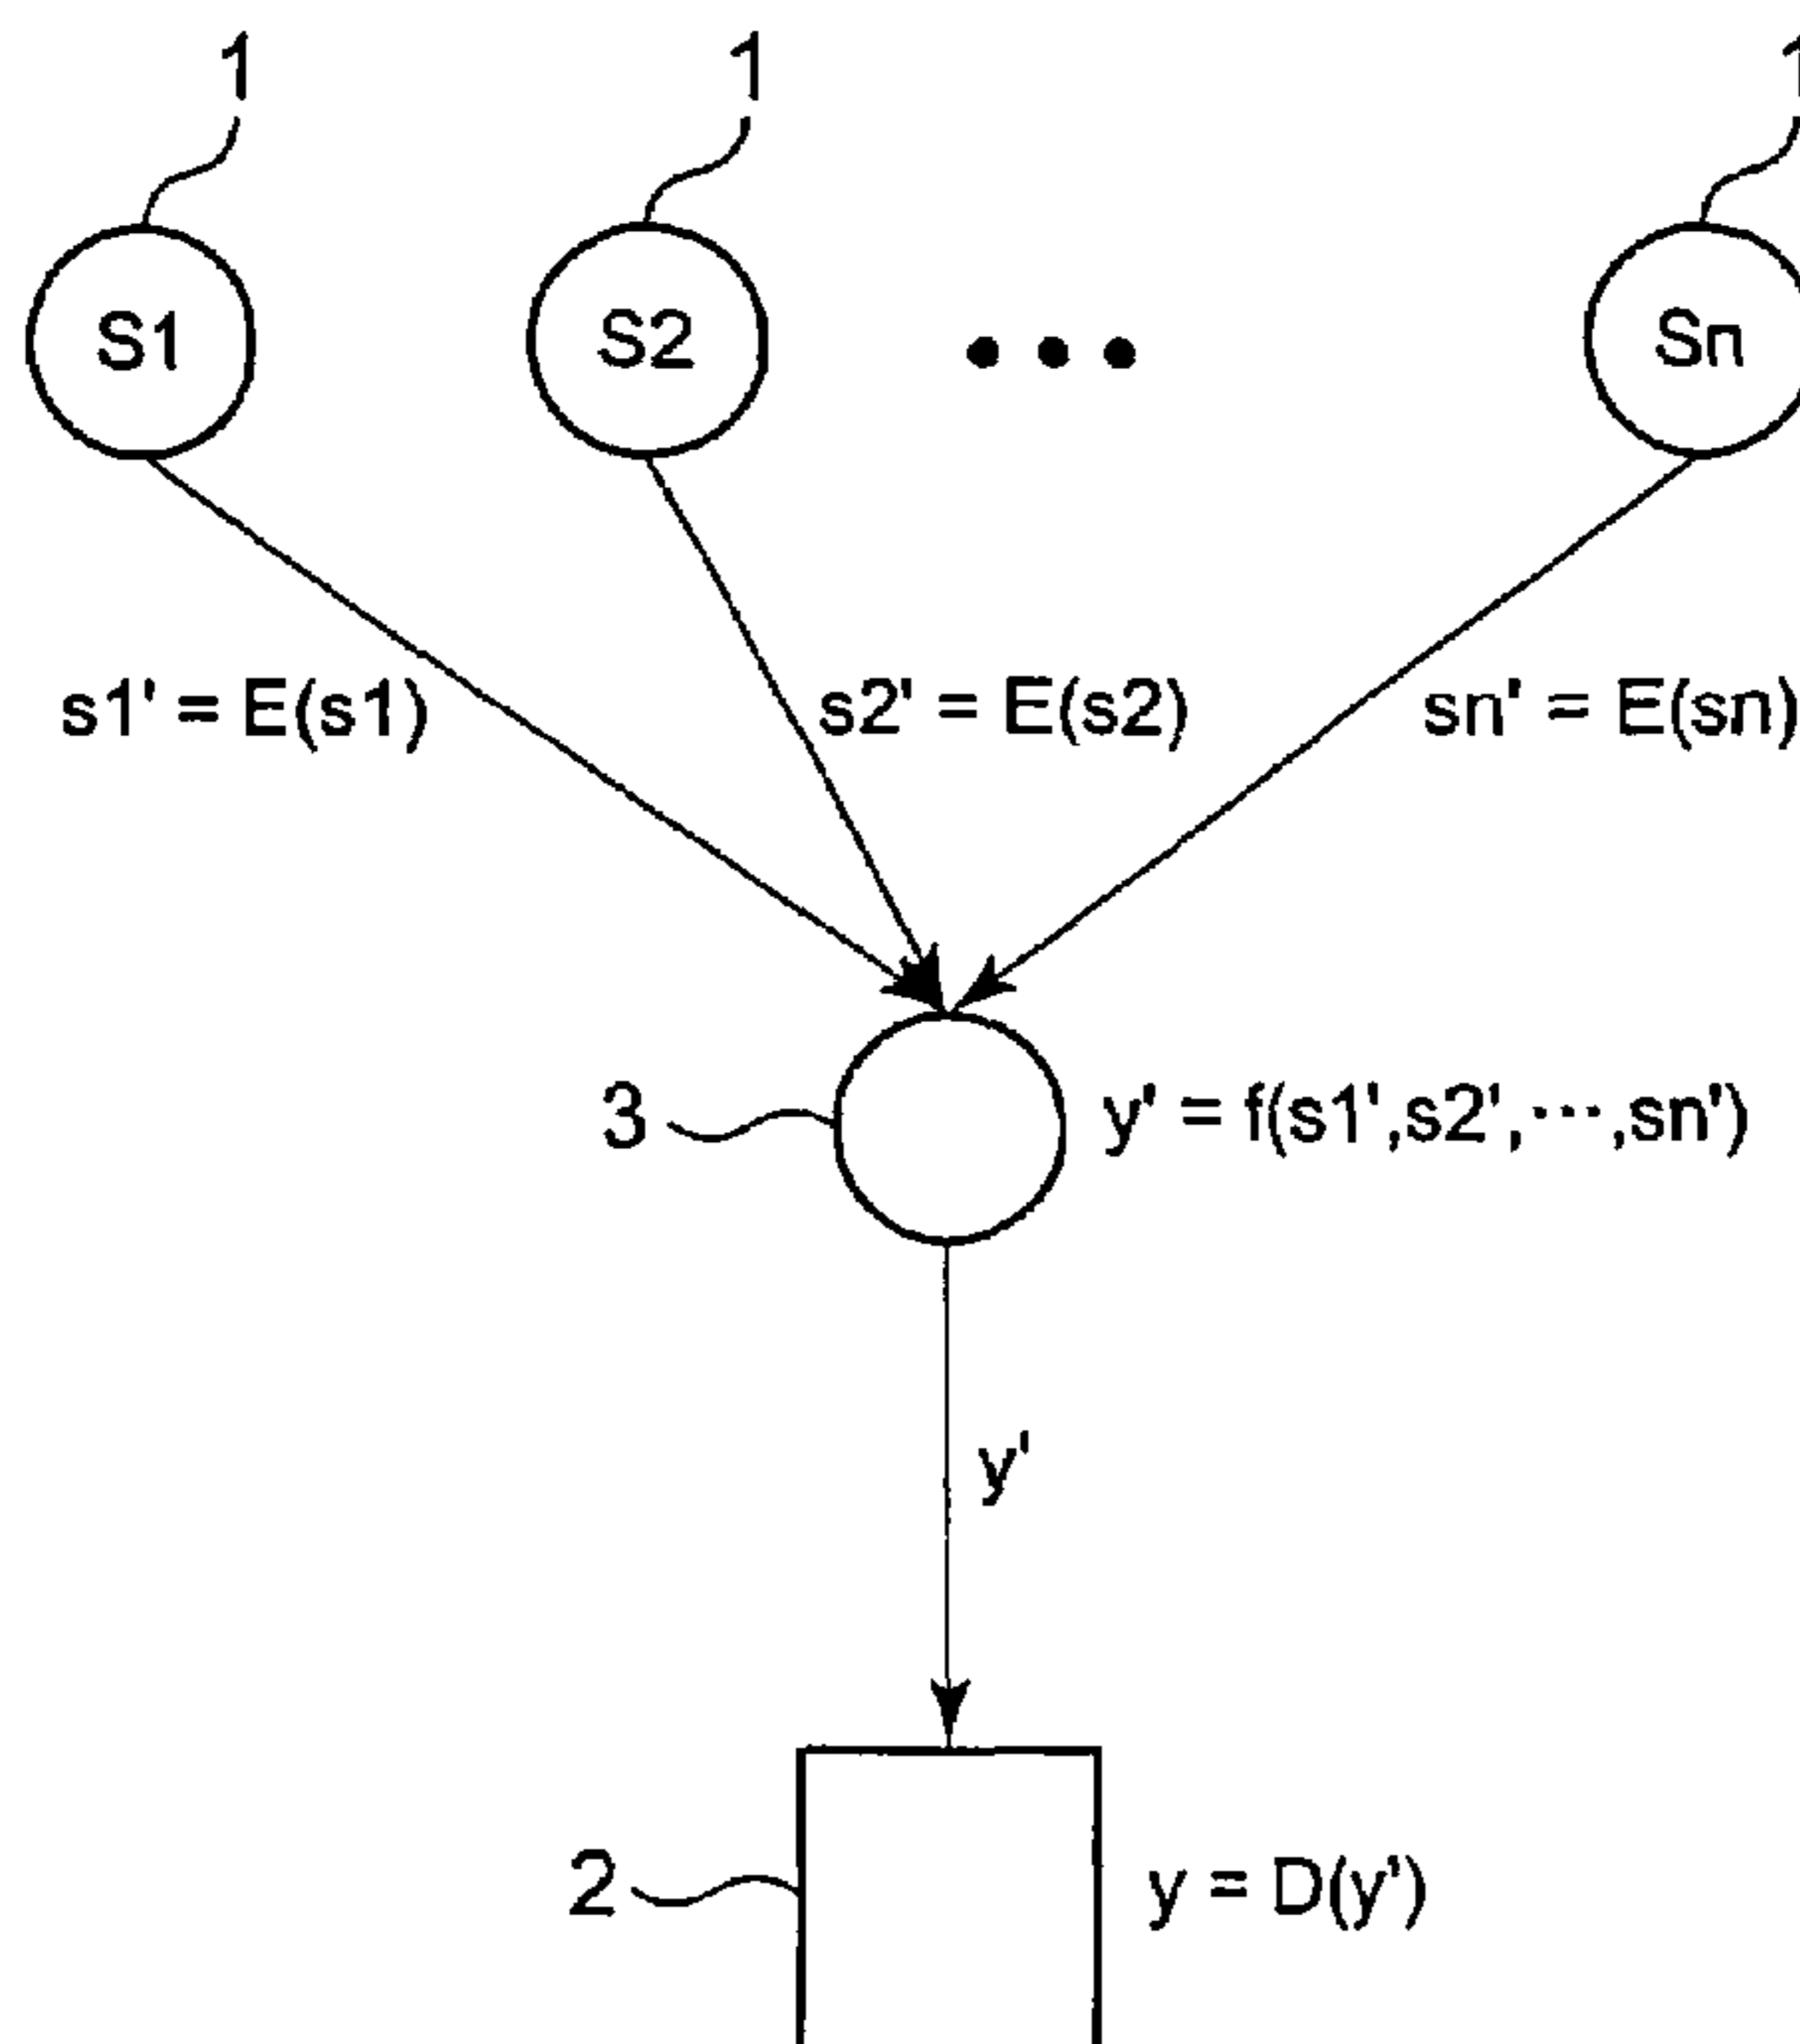 1 1 1
S1 S2 Sn
s1' = E(s1) s2' = E(s2) sn' = E(sn)
3 y' = f(s1',s2',···,sn')
y'
2 y = D(y')